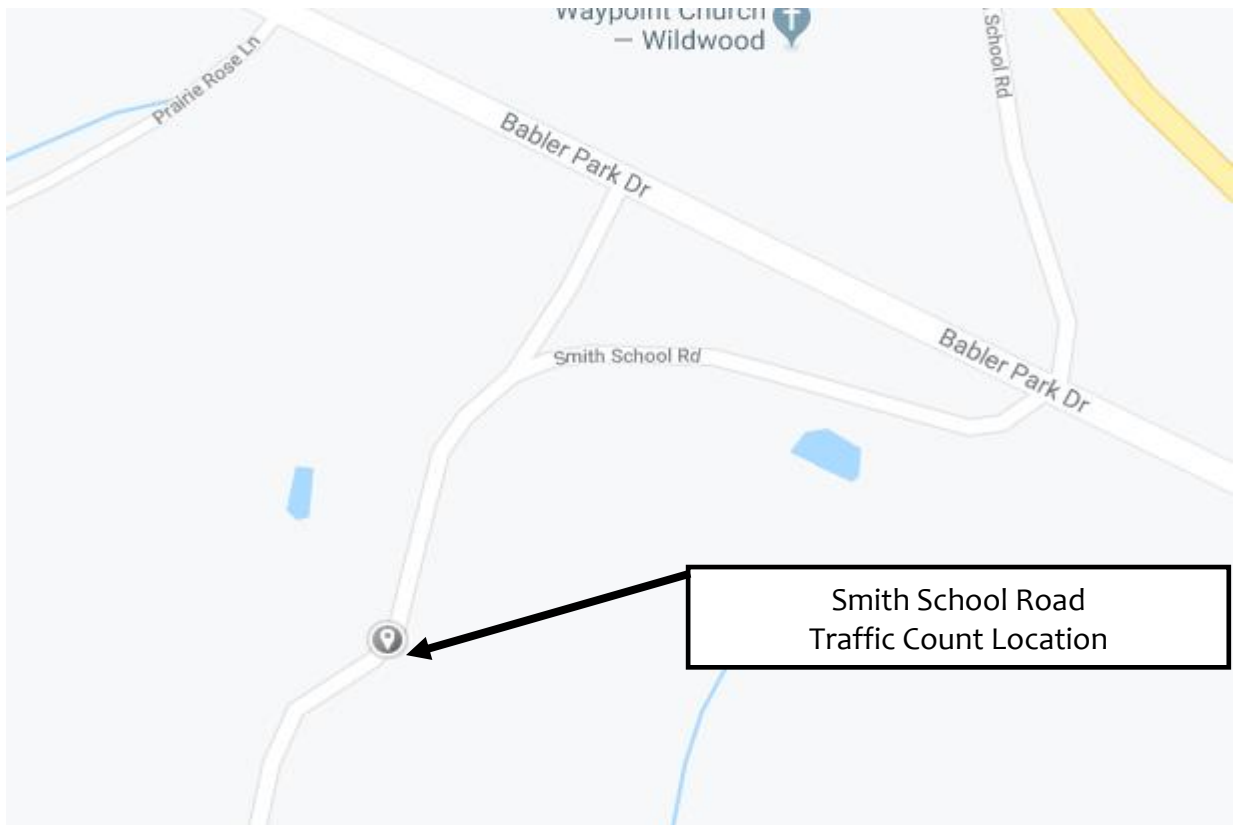 Waypoint Church
— Wildwood
School Rd
Prairie Rose Ln
Babler Park Dr
Smith School Rd
Babler Park Dr
Smith School Road
Traffic Count Location